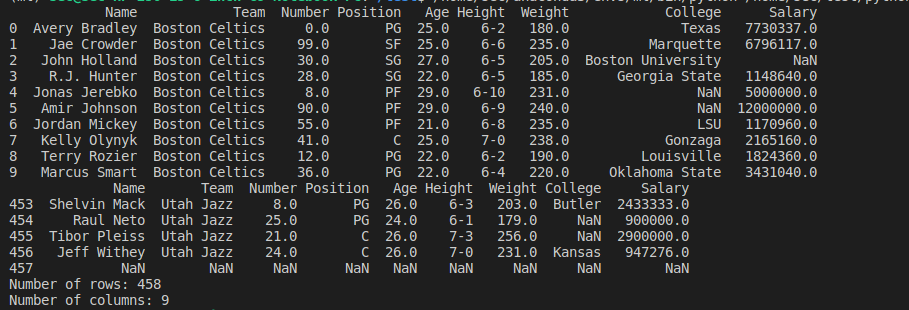 Name Team Number Position Age Height Weight College Salary
0 Avery Bradley Boston Celtics 0.0 PG 25.0 6-2 180.0 Texas 7730337.0
1 Jae Crowder Boston Celtics 99.0 SF 25.0 6-6 235.0 Marquette 6796117.0
2 John Holland Boston Celtics 30.0 SG 27.0 6-5 205.0 Boston University NaN
3 R.J. Hunter Boston Celtics 28.0 SG 22.0 6-5 185.0 Georgia State 1148640.0
4 Jonas Jerebko Boston Celtics 8.0 PF 29.0 6-10 231.0 NaN 5000000.0
5 Amir Johnson Boston Celtics 90.0 PF 29.0 6-9 240.0 NaN 12000000.0
6 Jordan Mickey Boston Celtics 55.0 PF 21.0 6-8 235.0 LSU 1170960.0
7 Kelly Olynyk Boston Celtics 41.0 C 25.0 7-0 238.0 Gonzaga 2165160.0
8 Terry Rozier Boston Celtics 12.0 PG 22.0 6-2 190.0 Louisville 1824360.0
9 Marcus Smart Boston Celtics 36.0 PG 22.0 6-4 220.0 Oklahoma State 3431040.0
Name Team Number Position Age Height Weight College Salary
453 Shelvin Mack Utah Jazz 8.0 PG 26.0 6-3 203.0 Butler 2433333.0
454 Raul Neto Utah Jazz 25.0 PG 24.0 6-1 179.0 NaN 900000.0
455 Tibor Pleiss Utah Jazz 21.0 C 26.0 7-3 256.0 NaN 2900000.0
456 Jeff Withey Utah Jazz 24.0 C 26.0 7-0 231.0 Kansas 947276.0
457 NaN NaN NaN NaN NaN NaN NaN NaN NaN
Number of rows: 458
Number of columns: 9